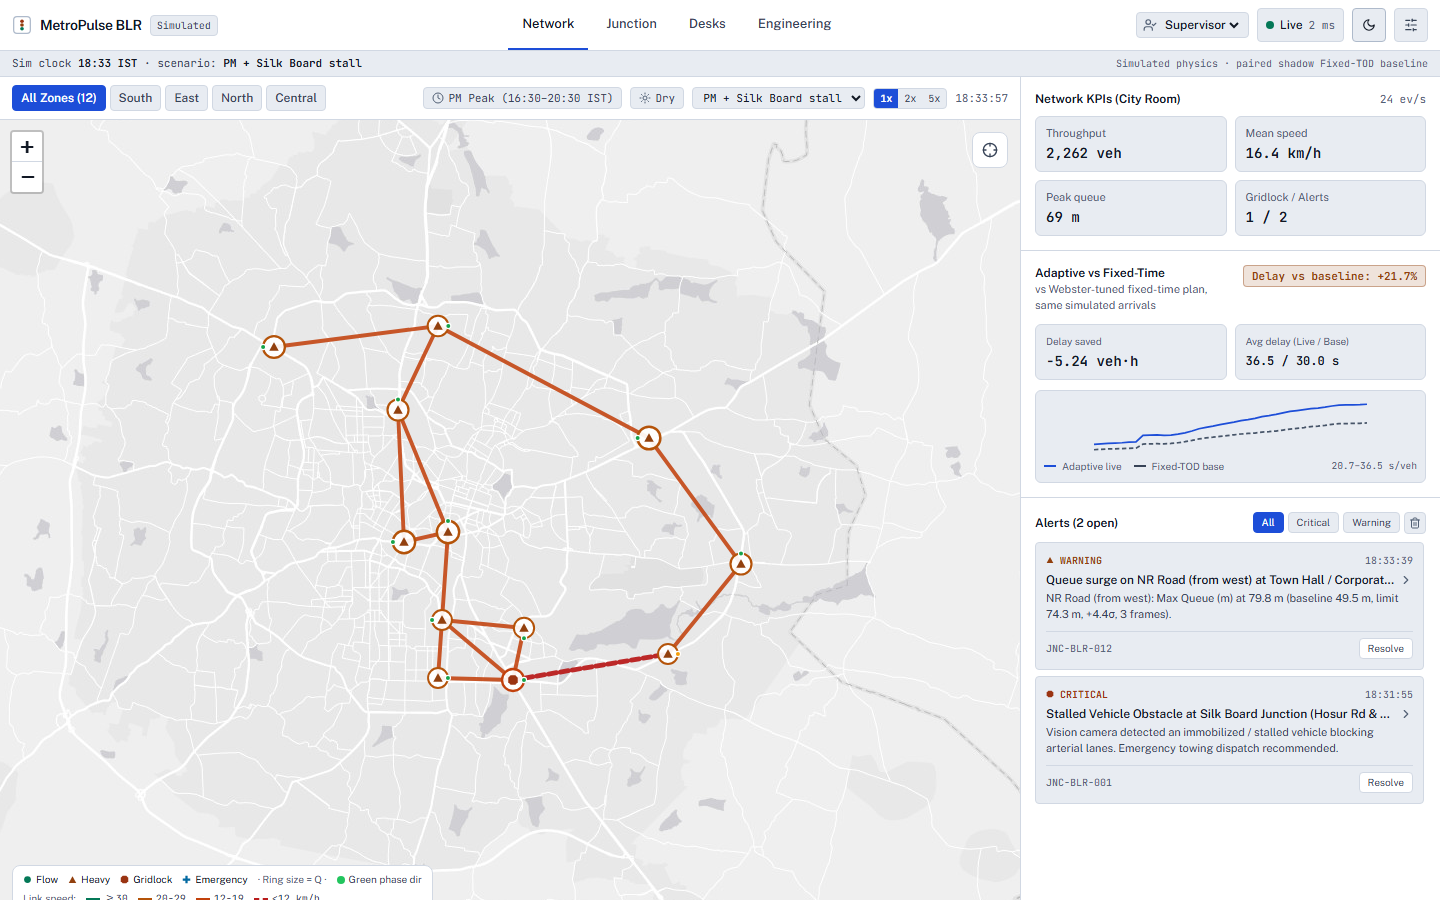 MetroPulse BLR
Simulated
Network
Junction
Desks
Engineering
Supervisor
Live 2 ms
Sim clock 18:33 IST · scenario: PM + Silk Board stall
Simulated physics · paired shadow Fixed-TOD baseline
All Zones (12)
South
East
North
Central
PM Peak (16:30–20:30 IST)
Dry
PM + Silk Board stall
1x
2x
5x
18:33:57
+
−
Network KPIs (City Room)
24 ev/s
Throughput
2,262 veh
Mean speed
16.4 km/h
Peak queue
69 m
Gridlock / Alerts
1 / 2
Adaptive vs Fixed-Time
vs Webster-tuned fixed-time plan,
same simulated arrivals
Delay vs baseline: +21.7%
Delay saved
-5.24 veh·h
Avg delay (Live / Base)
36.5 / 30.0 s
Adaptive live
Fixed-TOD base
20.7–36.5 s/veh
Alerts (2 open)
All
Critical
Warning
WARNING
18:33:39
Queue surge on NR Road (from west) at Town Hall / Corporat...
NR Road (from west): Max Queue (m) at 79.8 m (baseline 49.5 m, limit
74.3 m, +4.4σ, 3 frames).
JNC-BLR-012
Resolve
CRITICAL
18:31:55
Stalled Vehicle Obstacle at Silk Board Junction (Hosur Rd & ...
Vision camera detected an immobilized / stalled vehicle blocking
arterial lanes. Emergency towing dispatch recommended.
JNC-BLR-001
Resolve
Flow
Heavy
Gridlock
Emergency
· Ring size = Q ·
Green phase dir
Link speed:
≥30
20-29
12-19
<12 km/h